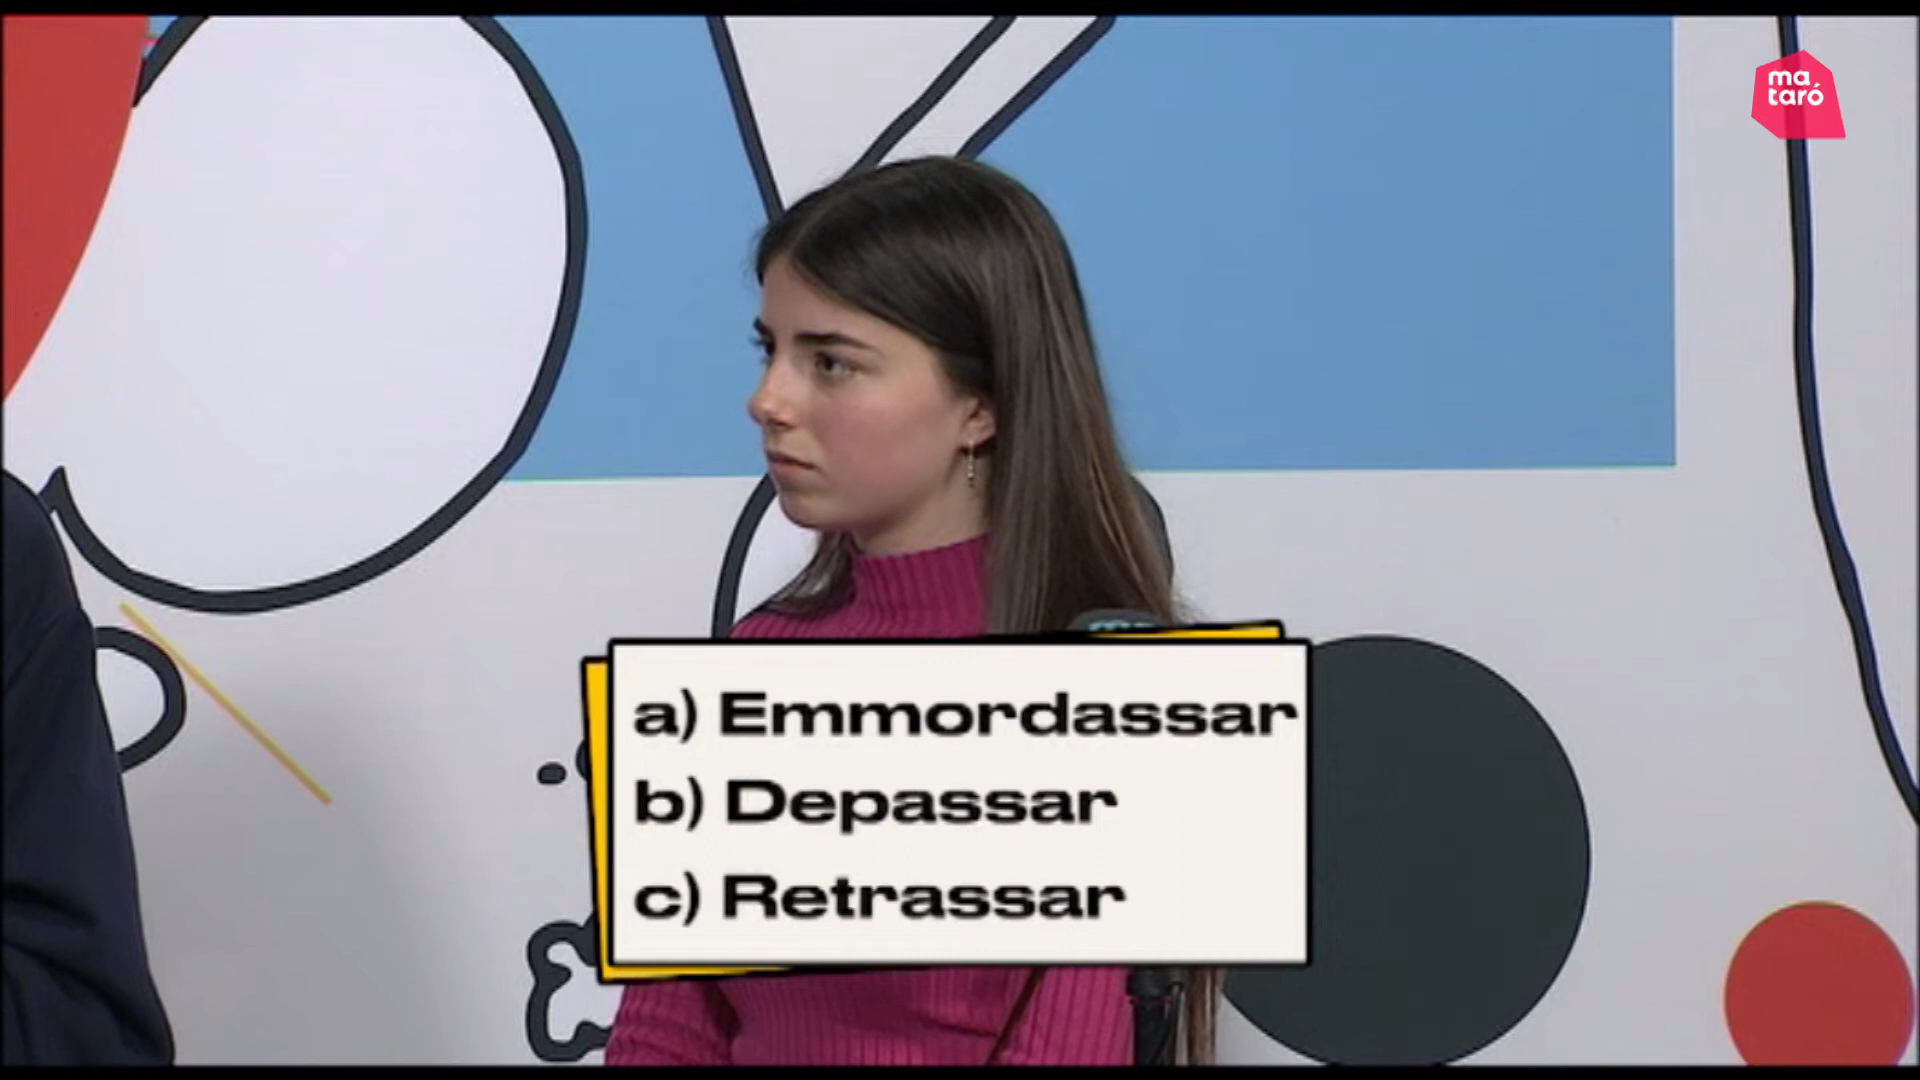 ma
taró
a) Emmordassar
b) Depassar
c) Retrassar